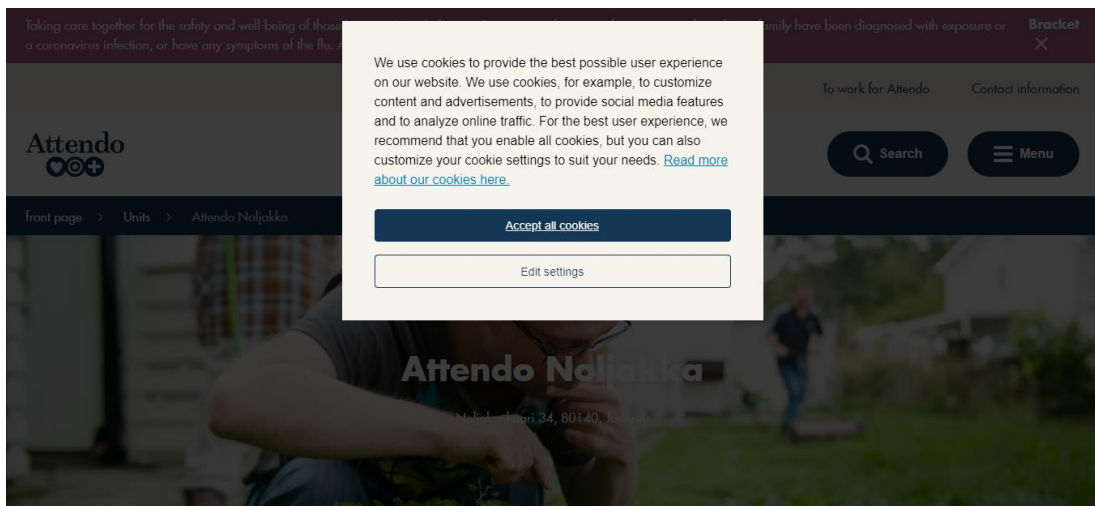 Taking care together for the safety and well-being of those amily have been diagnosed with exposure or Bracket
a coronavirus infection, or have any symptoms of the flu.
We use cookies to provide the best possible user experience
on our website. We use cookies, for example, to customize
content and advertisements, to provide social media features
and to analyze online traffic. For the best user experience, we
recommend that you enable all cookies, but you can also
customize your cookie settings to suit your needs. Read more
about our cookies here.
Accept all cookies
Edit settings
To work for Attendo Contact information
Attendo
Search
Menu
front page > Units > Attendo Noljakka
Attendo Noljakka
34, 80140,